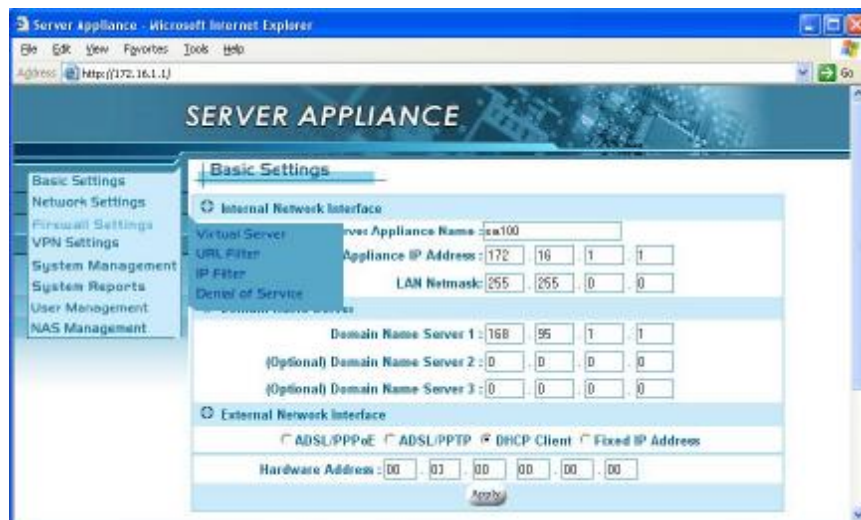 Server Appliance - Microsoft Internet Explorer
File Edit View Favorites Tools Help
Address http://172.16.1.1/ Go
SERVER APPLIANCE
Basic Settings
Network Settings
Firewall Settings
VPN Settings
System Management
System Reports
User Management
NAS Management
Virtual Server
URL Filter
IP Filter
Denial of Service
Basic Settings
Internal Network Interface
rver Appliance Name : sa100
Appliance IP Address : 172 . 16 . 1 . 1
LAN Netmask: 255 . 255 . 0 . 0
Domain Name Server
Domain Name Server 1 : 168 . 95 . 1 . 1
(Optional) Domain Name Server 2 : 0 . 0 . 0 . 0
(Optional) Domain Name Server 3 : 0 . 0 . 0 . 0
External Network Interface
ADSL/PPPoE ADSL/PPTP DHCP Client Fixed IP Address
Hardware Address : 00 . 03 . 00 . 00 . 00 . 00
Apply